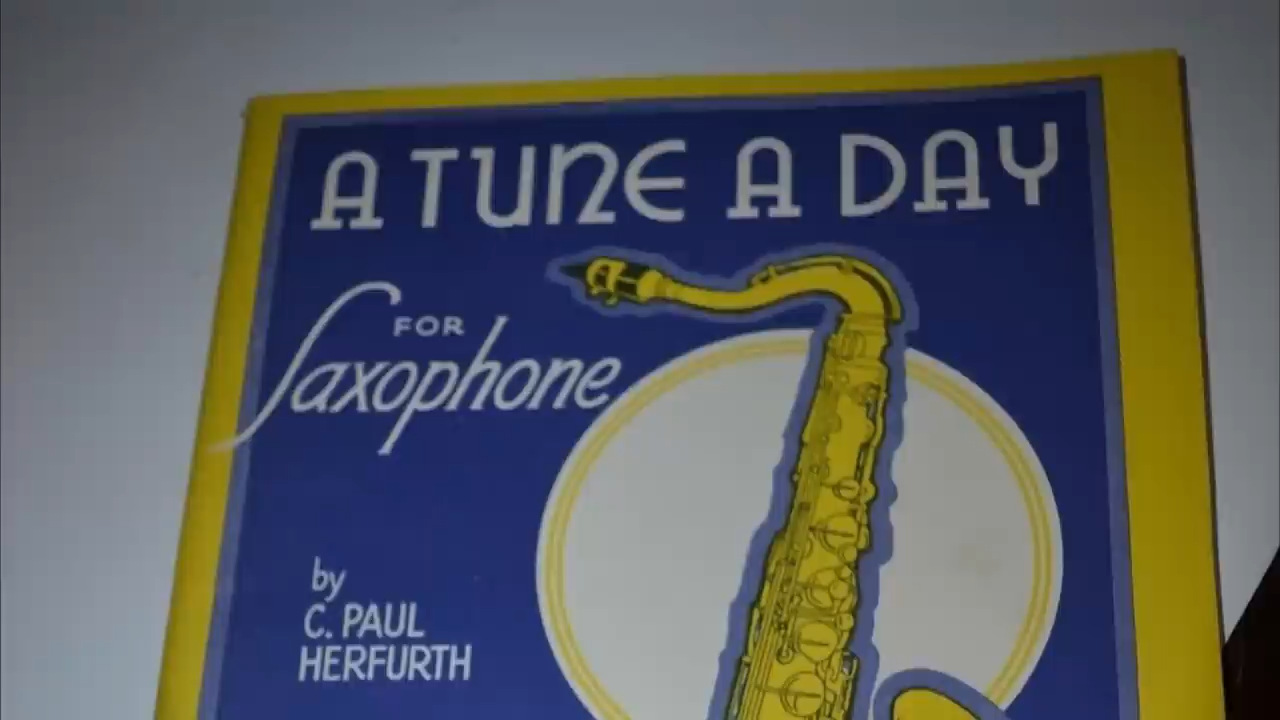 A TUNE A DAY
FOR
Saxophone
by
C. PAUL
HERFURTH